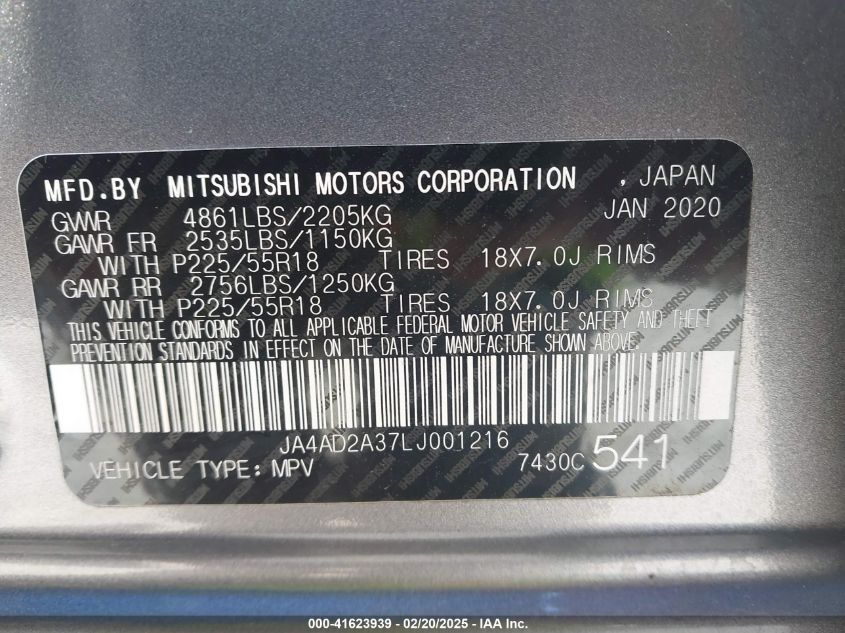 MFD.BY MITSUBISHI MOTORS CORPORATION , JAPAN
GVWR 4861LBS/2205KG JAN 2020
GAWR FR 2535LBS/1150KG
WITH P225/55R18 TIRES 18X7.0J RIMS
GAWR RR 2756LBS/1250KG
WITH P225/55R18 TIRES 18X7.0J RIMS
THIS VEHICLE CONFORMS TO ALL APPLICABLE FEDERAL MOTOR VEHICLE SAFETY AND THEFT
PREVENTION STANDARDS IN EFFECT ON THE DATE OF MANUFACTURE SHOWN ABOVE.
JA4AD2A37LJ001216
VEHICLE TYPE: MPV 7430C 541
000-41623939 - 02/20/2025 - IAAI.com